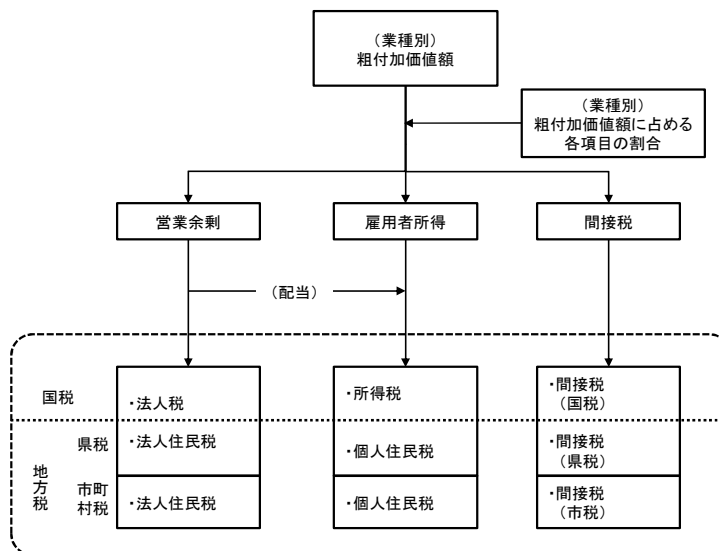 （業種別）
粗付加価値額
（業種別）
粗付加価値額に占める
各項目の割合
営業余剰
雇用者所得
間接税
（配当）
国税
・法人税
・所得税
・間接税
（国税）
地方税
県税
・法人住民税
・個人住民税
・間接税
（県税）
市町
村税
・法人住民税
・個人住民税
・間接税
（市税）